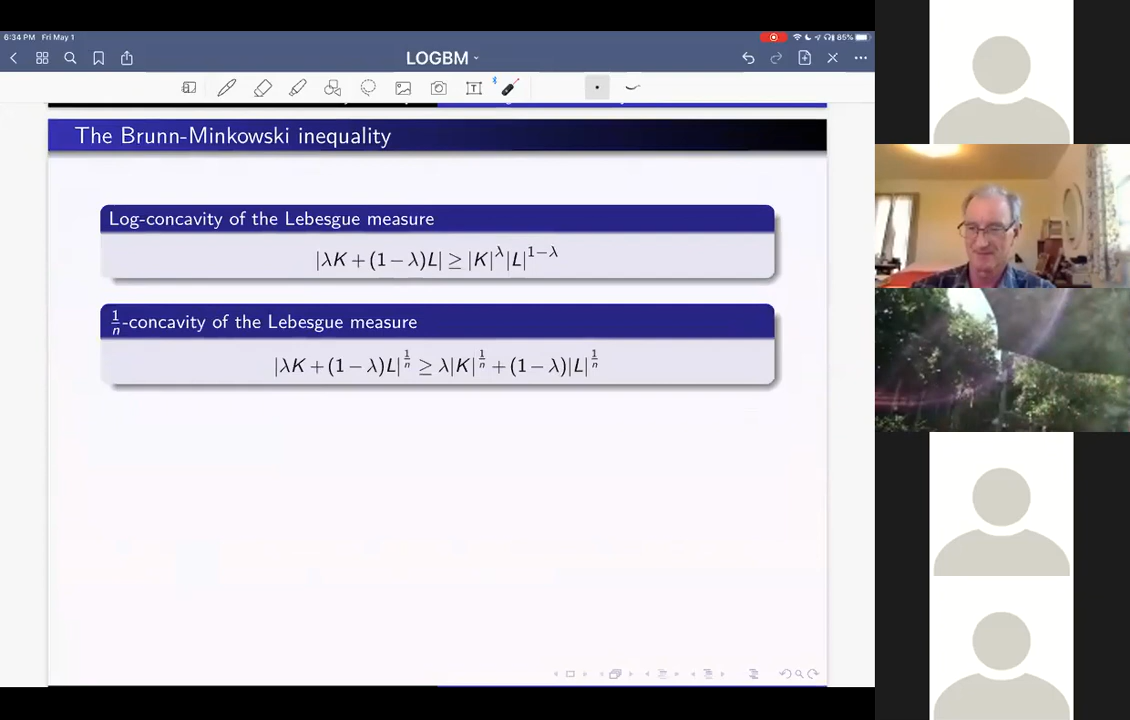 6:34 PM Fri May 1
85%
LOGBM
The Brunn-Minkowski inequality
Log-concavity of the Lebesgue measure
|λK + (1 − λ)L| ≥ |K|^λ |L|^{1−λ}
1/n-concavity of the Lebesgue measure
|λK + (1 − λ)L|^{1/n} ≥ λ|K|^{1/n} + (1 − λ)|L|^{1/n}